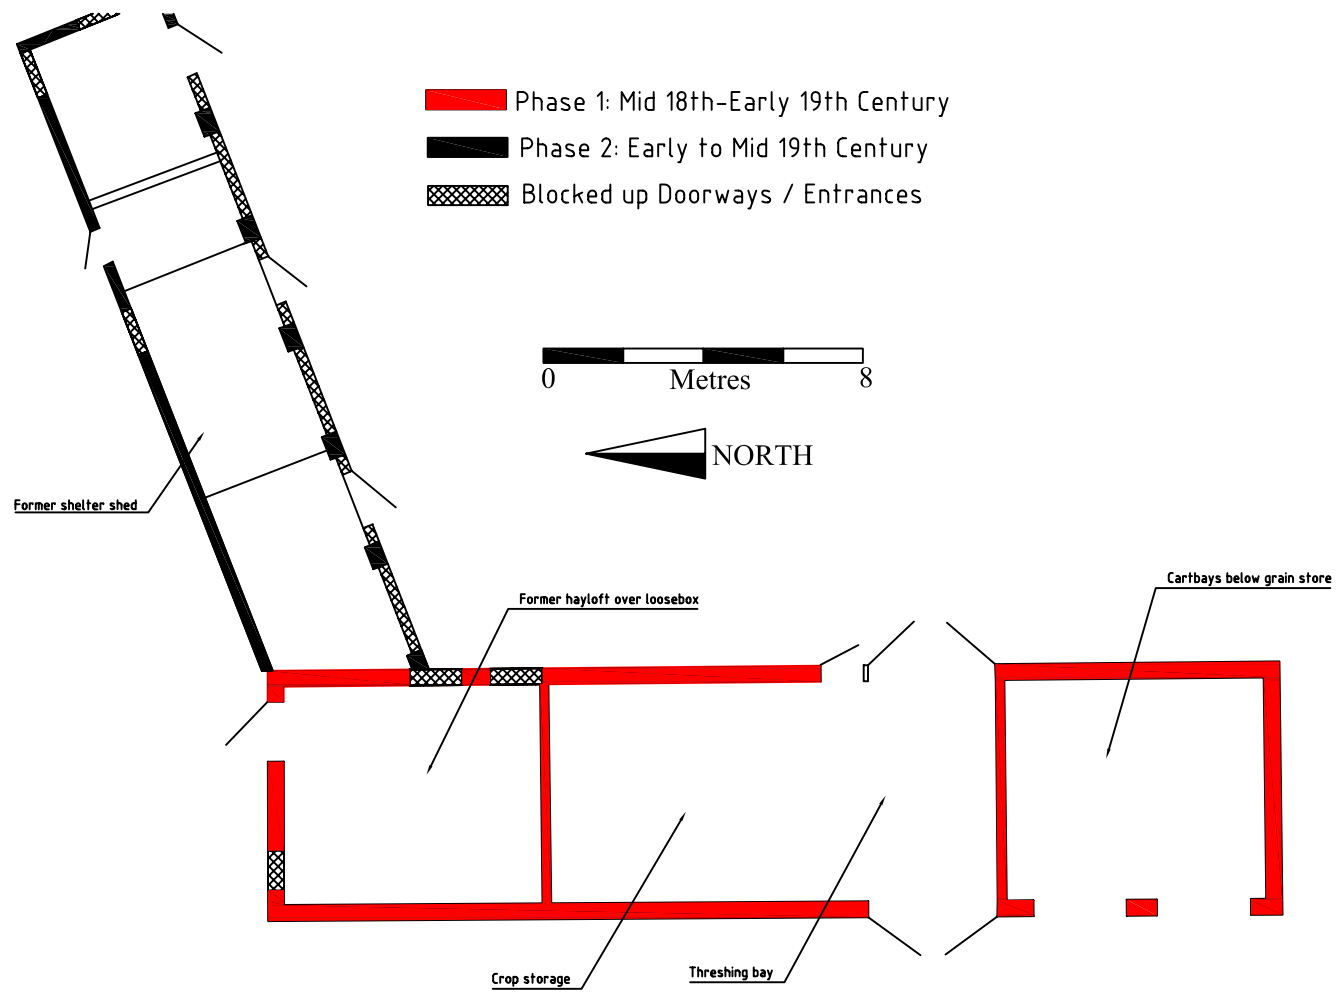 Phase 1: Mid 18th-Early 19th Century
Phase 2: Early to Mid 19th Century
Blocked up Doorways / Entrances
0 Metres 8
NORTH
Former shelter shed
Cartbays below grain store
Former hayloft over loosebox
Threshing bay
Crop storage